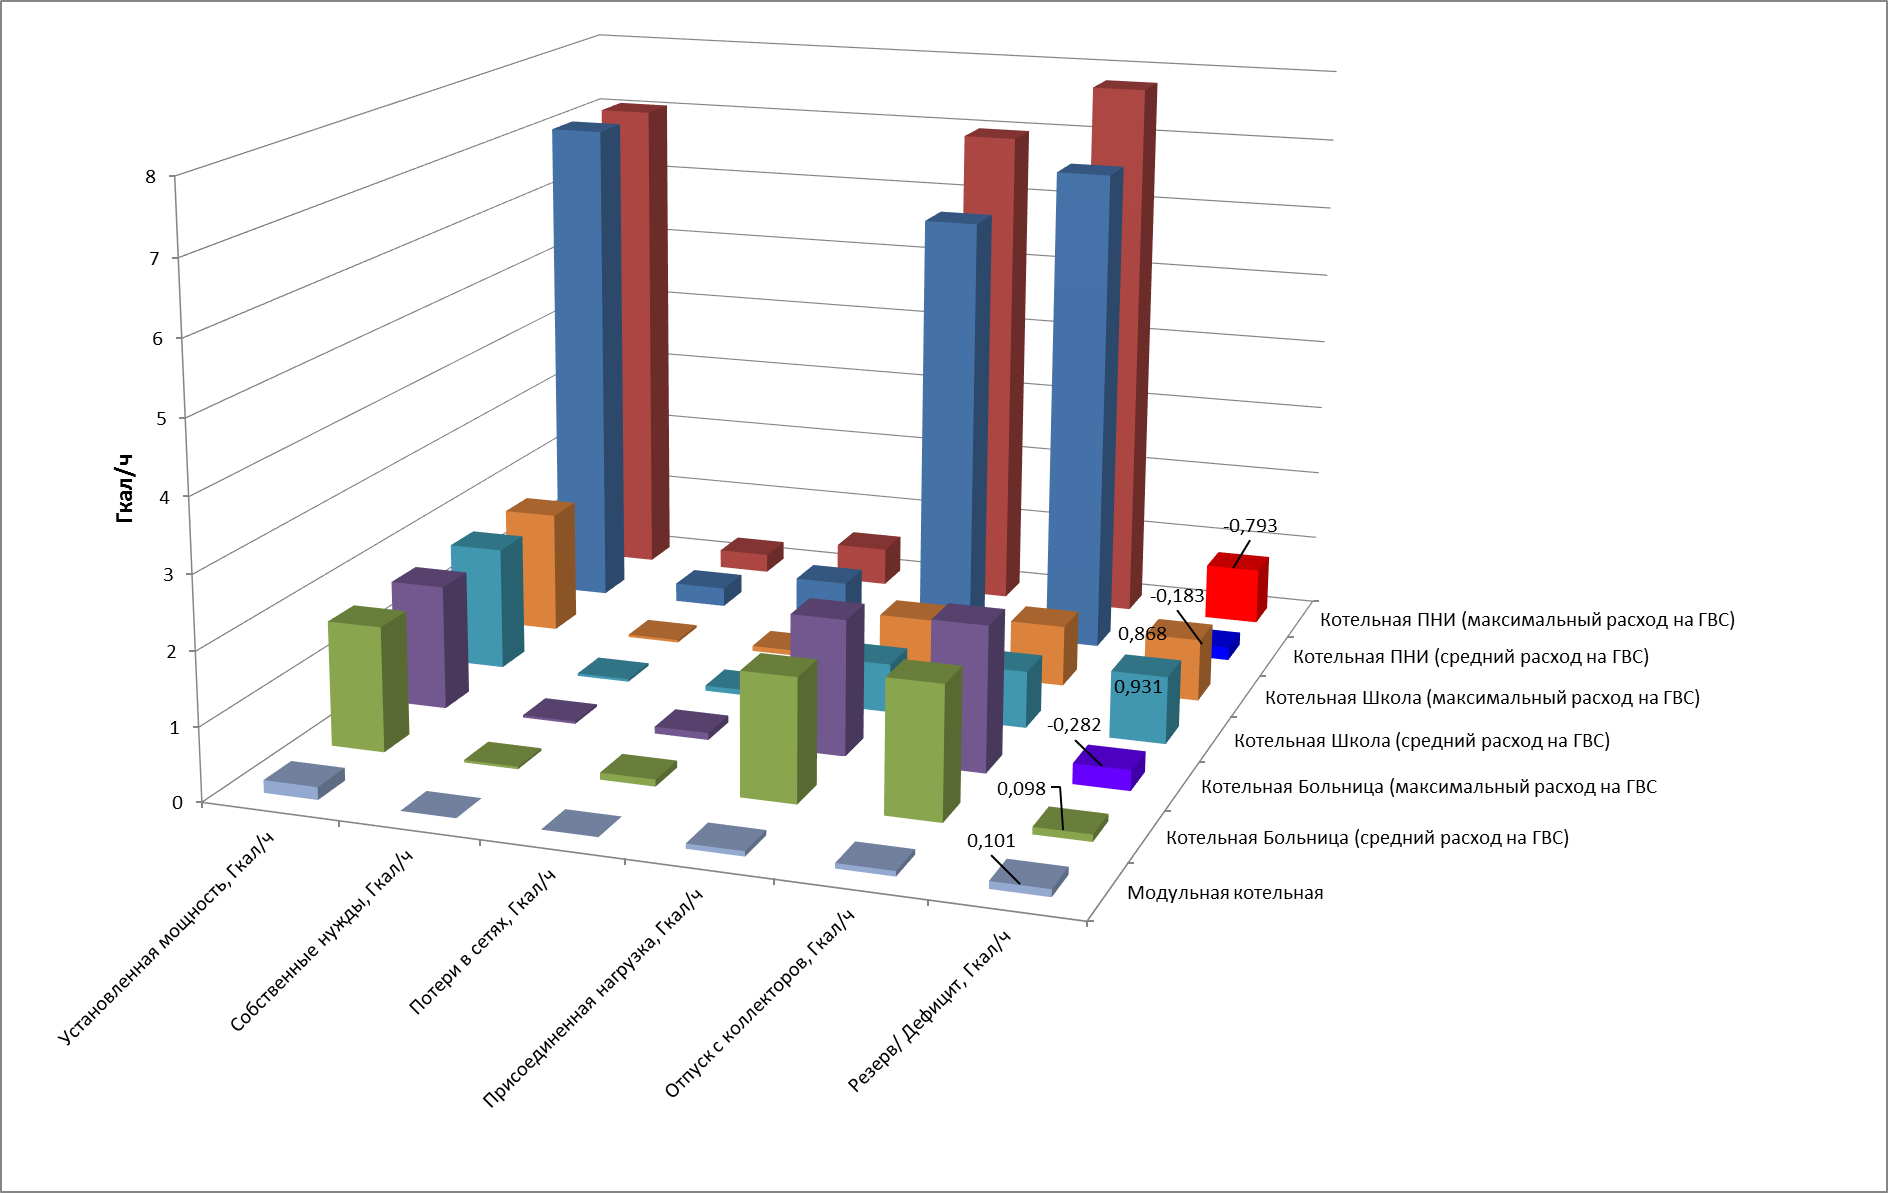 Гкал/ч
8
7
6
5
4
3
2
1
0
-0,793
-0,183
0,868
0,931
-0,282
0,098
0,101
Котельная ПНИ (максимальный расход на ГВС)
Котельная ПНИ (средний расход на ГВС)
Котельная Школа (максимальный расход на ГВС)
Котельная Школа (средний расход на ГВС)
Котельная Больница (максимальный расход на ГВС
Котельная Больница (средний расход на ГВС)
Модульная котельная
Установленная мощность, Гкал/ч
Собственные нужды, Гкал/ч
Потери в сетях, Гкал/ч
Присоединенная нагрузка, Гкал/ч
Отпуск с коллекторов, Гкал/ч
Резерв/ Дефицит, Гкал/ч